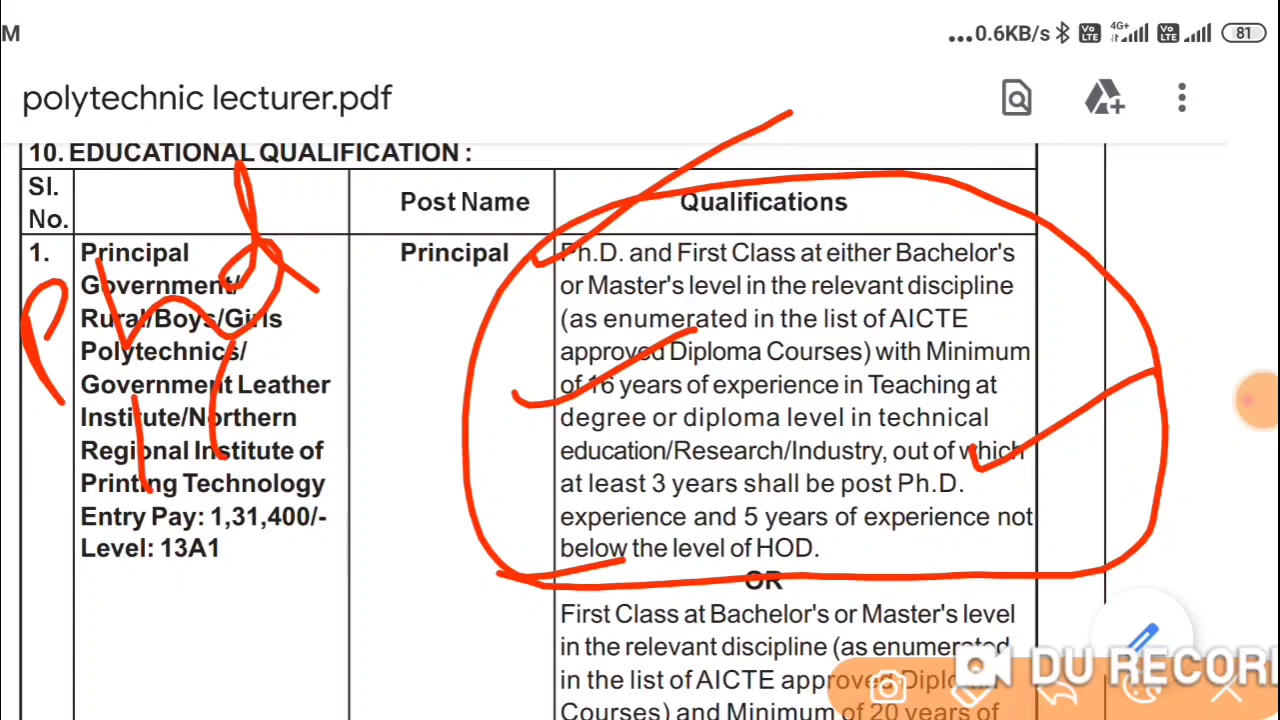 M
...0.6KB/s Vo LTE 4G+ Vo LTE 81
polytechnic lecturer.pdf
10. EDUCATIONAL QUALIFICATION :
Sl. No.
Post Name
Qualifications
1.
Principal
Government/
Rural/Boys/Girls
Polytechnics/
Government Leather
Institute/Northern
Regional Institute of
Printing Technology
Entry Pay: 1,31,400/-
Level: 13A1
Principal
Ph.D. and First Class at either Bachelor's
or Master's level in the relevant discipline
(as enumerated in the list of AICTE
approved Diploma Courses) with Minimum
of 16 years of experience in Teaching at
degree or diploma level in technical
education/Research/Industry, out of which
at least 3 years shall be post Ph.D.
experience and 5 years of experience not
below the level of HOD.
OR
First Class at Bachelor's or Master's level
in the relevant discipline (as enumerated
in the list of AICTE approved Diploma
Courses) and Minimum of 20 years of
Phd
DU RECOR